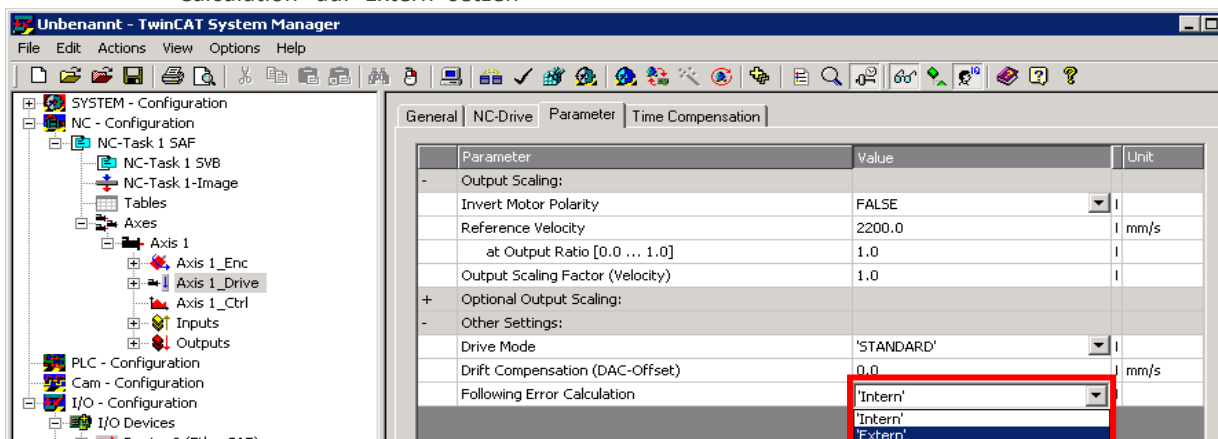 Unbenannt - TwinCAT System Manager
File Edit Actions View Options Help
SYSTEM - Configuration
NC - Configuration
NC-Task 1 SAF
NC-Task 1 SVB
NC-Task 1-Image
Tables
Axes
Axis 1
Axis 1_Enc
Axis 1_Drive
Axis 1_Ctrl
Inputs
Outputs
PLC - Configuration
Cam - Configuration
I/O - Configuration
I/O Devices
General NC-Drive Parameter Time Compensation
Parameter Value Unit
- Output Scaling:
Invert Motor Polarity FALSE
Reference Velocity 2200.0 mm/s
at Output Ratio [0.0 ... 1.0] 1.0
Output Scaling Factor (Velocity) 1.0
+ Optional Output Scaling:
- Other Settings:
Drive Mode 'STANDARD'
Drift Compensation (DAC-Offset) 0.0 mm/s
Following Error Calculation 'Intern'
'Intern'
'Extern'